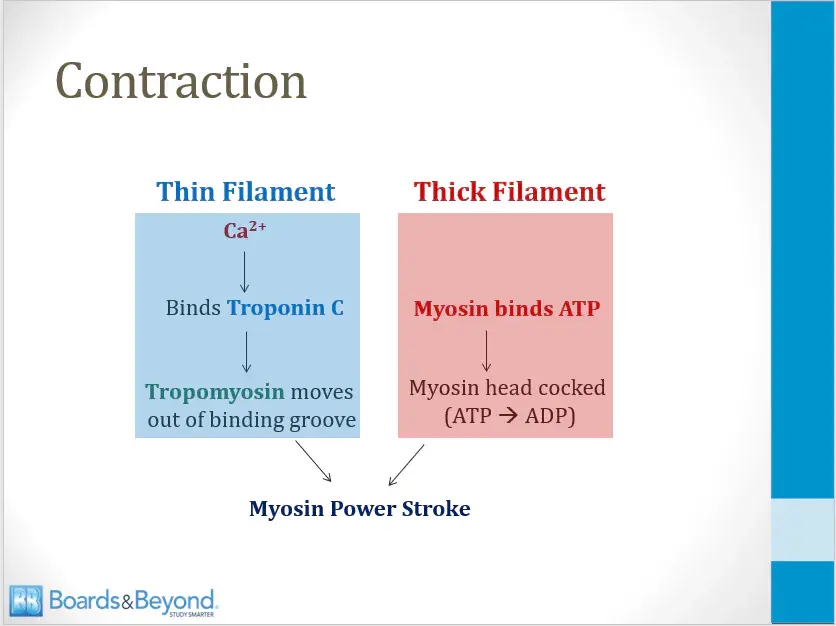 Contraction
Thin Filament
Thick Filament
Ca²⁺
Binds Troponin C
Myosin binds ATP
Tropomyosin moves
out of binding groove
Myosin head cocked
(ATP → ADP)
Myosin Power Stroke
BB Boards&Beyond.
STUDY SMARTER